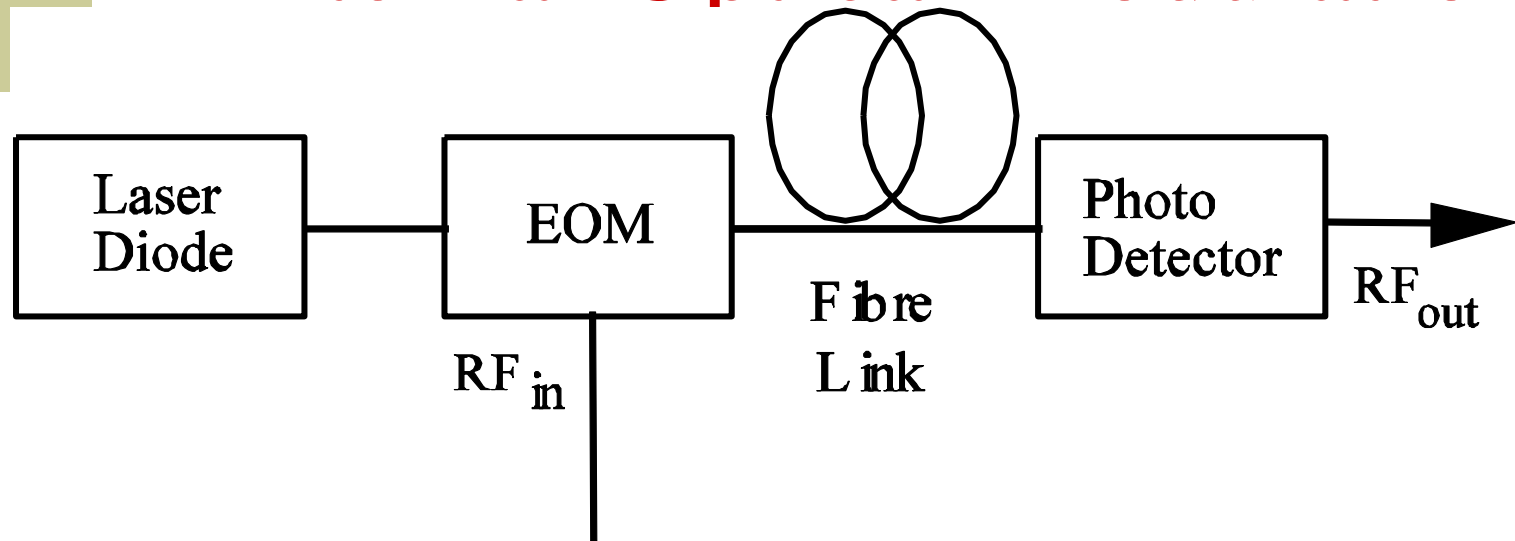 Laser
Diode
EOM
Photo
Detector
RF out
Fibre
Link
RF in